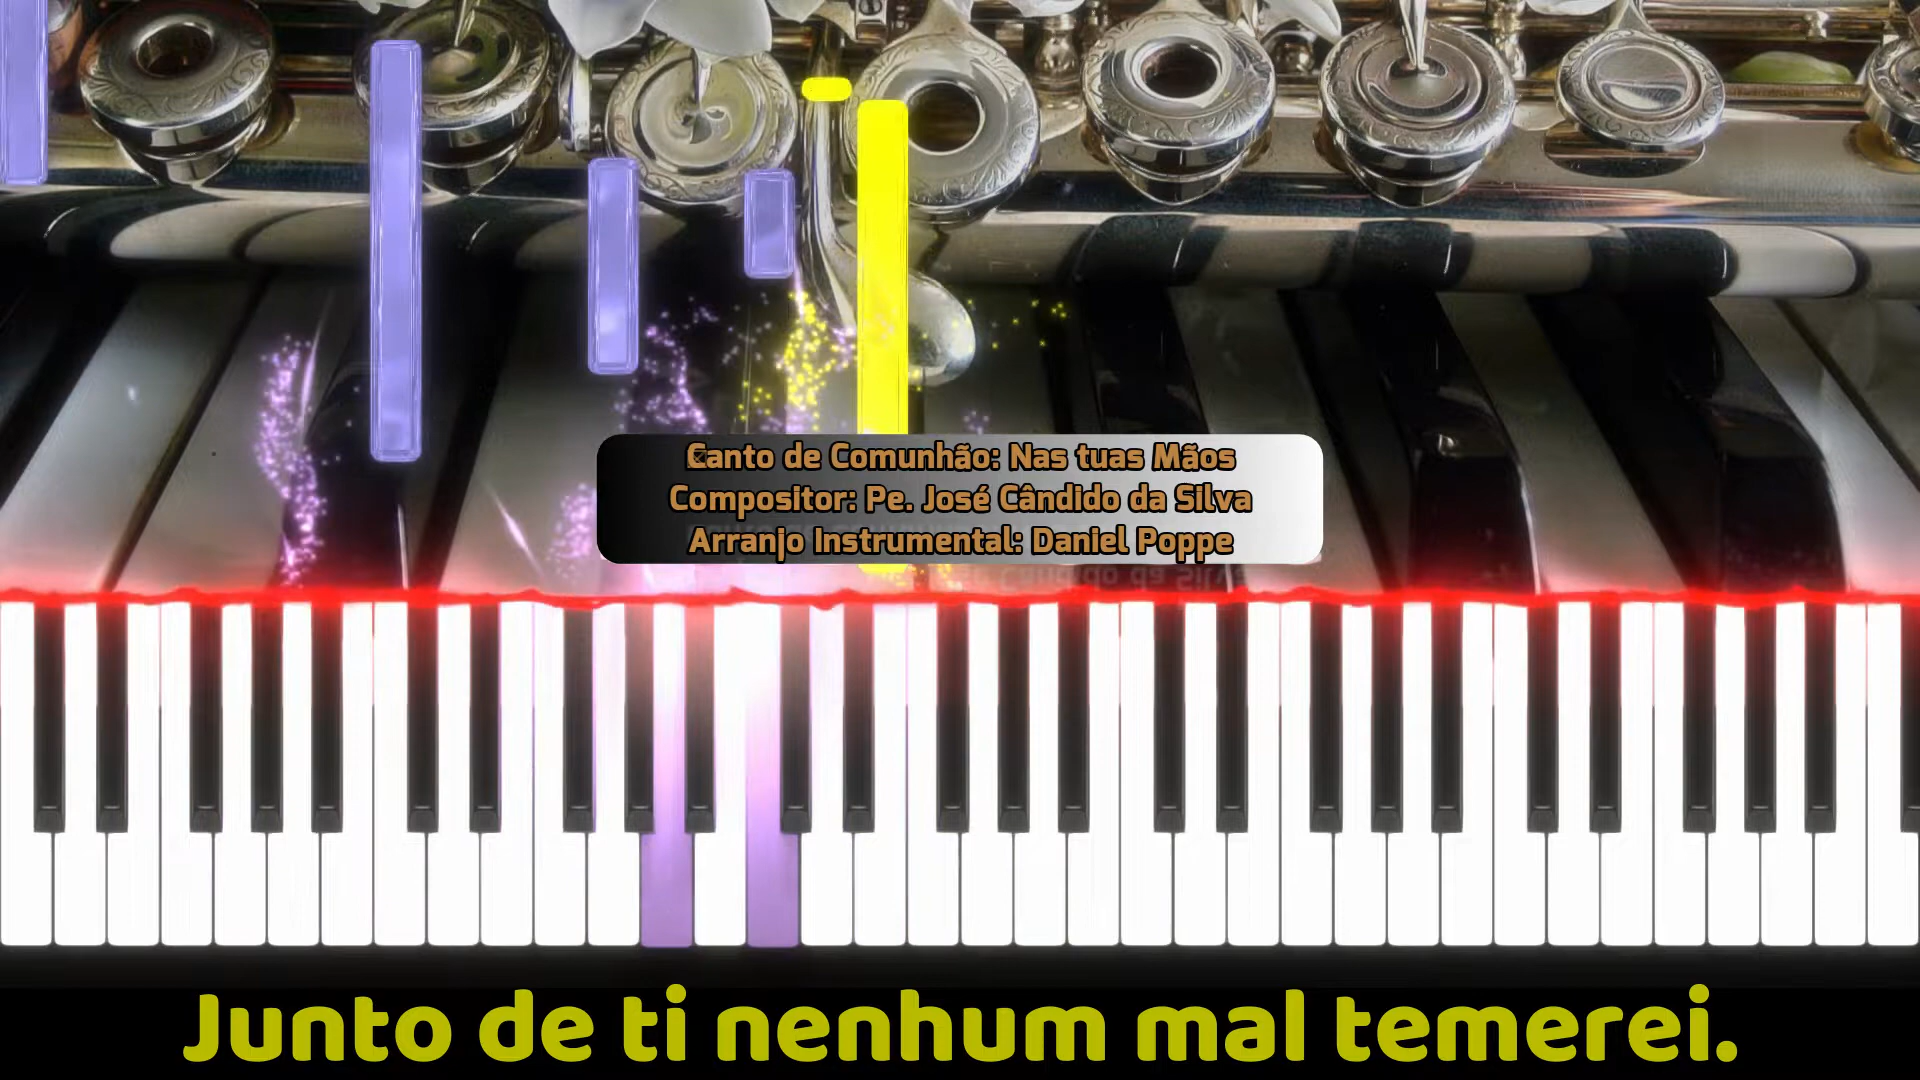 Canto de Comunhão: Nas tuas Mãos
Compositor: Pe. José Cândido da Silva
Arranjo Instrumental: Daniel Poppe
Junto de ti nenhum mal temerei.